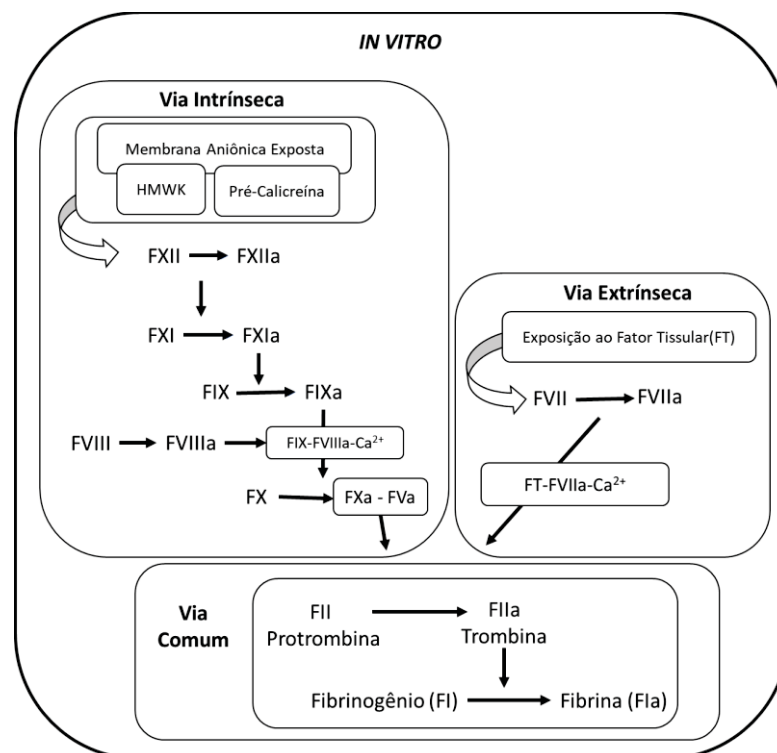 IN VITRO
Via Intrínseca
Membrana Aniônica Exposta
HMWK
Pré-Calicreína
FXII FXIIa
FXI FXIa
FIX FIXa
FVIII FVIIIa FIX-FVIIIa-Ca²⁺
FX FXa - FVa
Via Extrínseca
Exposição ao Fator Tissular(FT)
FVII FVIIa
FT-FVIIa-Ca²⁺
Via
Comum
FII FIIa
Protrombina Trombina
Fibrinogênio (FI) Fibrina (FIa)